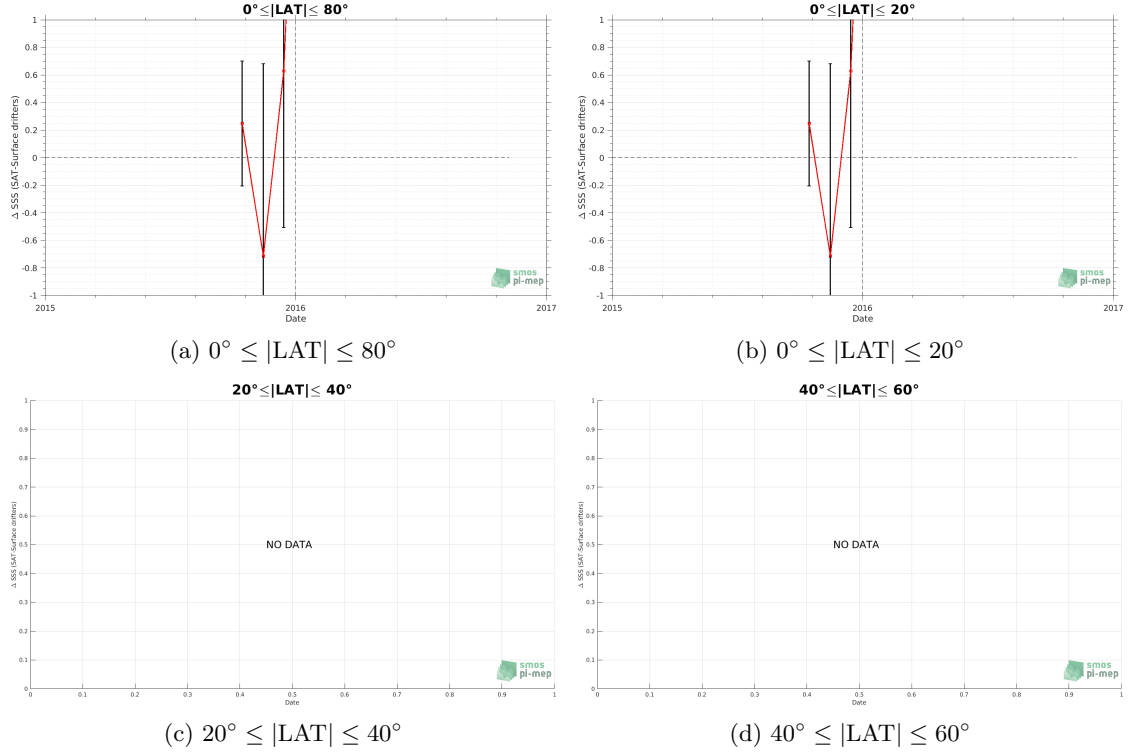 0°≤|LAT|≤ 80°
1
0.8
0.6
0.4
0.2
0
-0.2
-0.4
-0.6
-0.8
-1
Δ SSS (SAT-Surface drifters)
2015
2016
2017
Date
smos
pi-mep
(a) 0° ≤ |LAT| ≤ 80°
0°≤|LAT|≤ 20°
1
0.8
0.6
0.4
0.2
0
-0.2
-0.4
-0.6
-0.8
-1
Δ SSS (SAT-Surface drifters)
2015
2016
2017
Date
smos
pi-mep
(b) 0° ≤ |LAT| ≤ 20°
20°≤|LAT|≤ 40°
1
0.9
0.8
0.7
0.6
0.5
0.4
0.3
0.2
0.1
0
Δ SSS (SAT-Surface drifters)
NO DATA
0 0.1 0.2 0.3 0.4 0.5 0.6 0.7 0.8 0.9 1
Date
smos
pi-mep
(c) 20° ≤ |LAT| ≤ 40°
40°≤|LAT|≤ 60°
1
0.9
0.8
0.7
0.6
0.5
0.4
0.3
0.2
0.1
0
Δ SSS (SAT-Surface drifters)
NO DATA
0 0.1 0.2 0.3 0.4 0.5 0.6 0.7 0.8 0.9 1
Date
smos
pi-mep
(d) 40° ≤ |LAT| ≤ 60°